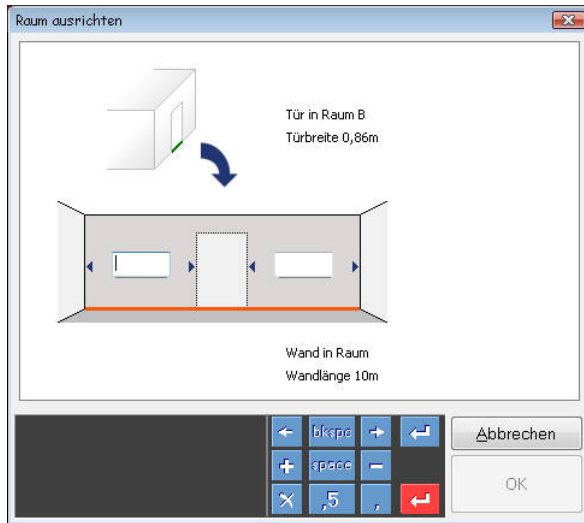 Raum ausrichten
Tür in Raum B
Türbreite 0,86m
Wand in Raum
Wandlänge 10m
bkspc
space
,5
,
Abbrechen
OK